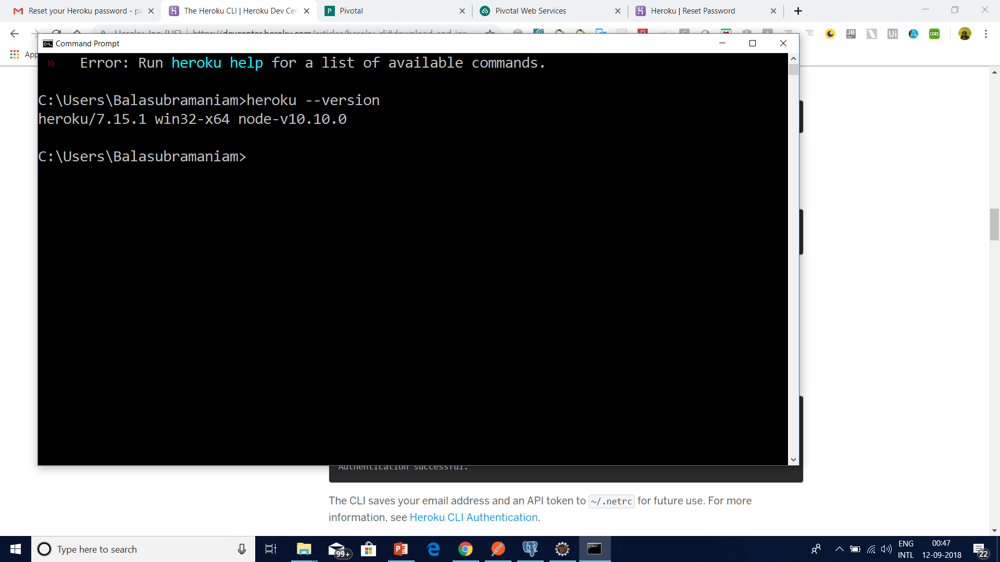 Reset your Heroku password - pa
The Heroku CLI | Heroku Dev Cen
Pivotal
Pivotal Web Services
Heroku | Reset Password
Heroku, Inc. [US] | https://devcenter.heroku.com/articles/heroku-cli#download-and-ins
App
Command Prompt
» Error: Run heroku help for a list of available commands.
C:\Users\Balasubramaniam>heroku --version
heroku/7.15.1 win32-x64 node-v10.10.0
C:\Users\Balasubramaniam>
Authentication successful.
The CLI saves your email address and an API token to ~/.netrc for future use. For more
information, see Heroku CLI Authentication.
Type here to search
99+
ENG
INTL
00:47
12-09-2018
22